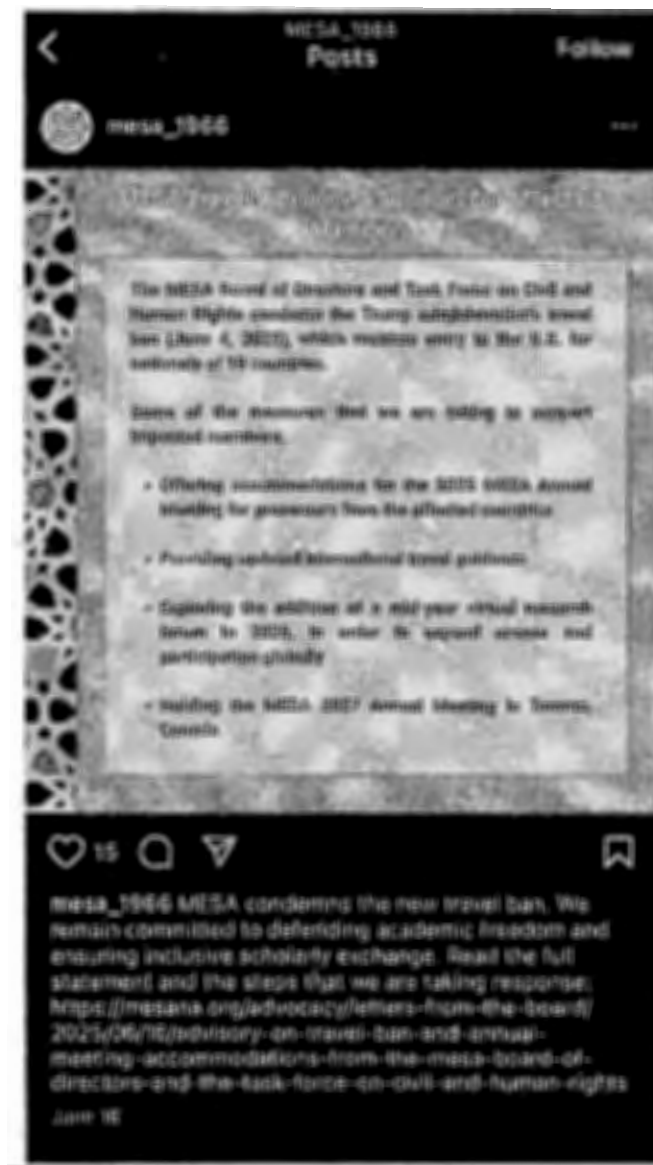 MESA_1966
Posts
Follow
mesa_1966
The MESA Board of Directors and Task Force on Civil and
Human Rights condemns the Trump administration's travel
ban (June 4, 2025), which restricts entry to the U.S. for
nationals of 19 countries.
Some of the measures that we are taking to support
impacted members:
• Offering accommodations for the 2025 MESA Annual
Meeting for presenters from the affected countries
• Providing updated international travel guidance
• Exploring the addition of a mid-year virtual research
forum in 2026, in order to expand access and
participation globally
• Holding the MESA 2027 Annual Meeting in Toronto,
Canada
15
mesa_1966 MESA condemns the new travel ban. We
remain committed to defending academic freedom and
ensuring inclusive scholarly exchange. Read the full
statement and the steps that we are taking response:
https://mesana.org/advocacy/letters-from-the-board/
2025/06/16/advisory-on-travel-ban-and-annual-
meeting-accommodations-from-the-mesa-board-of-
directors-and-the-task-force-on-civil-and-human-rights
June 16